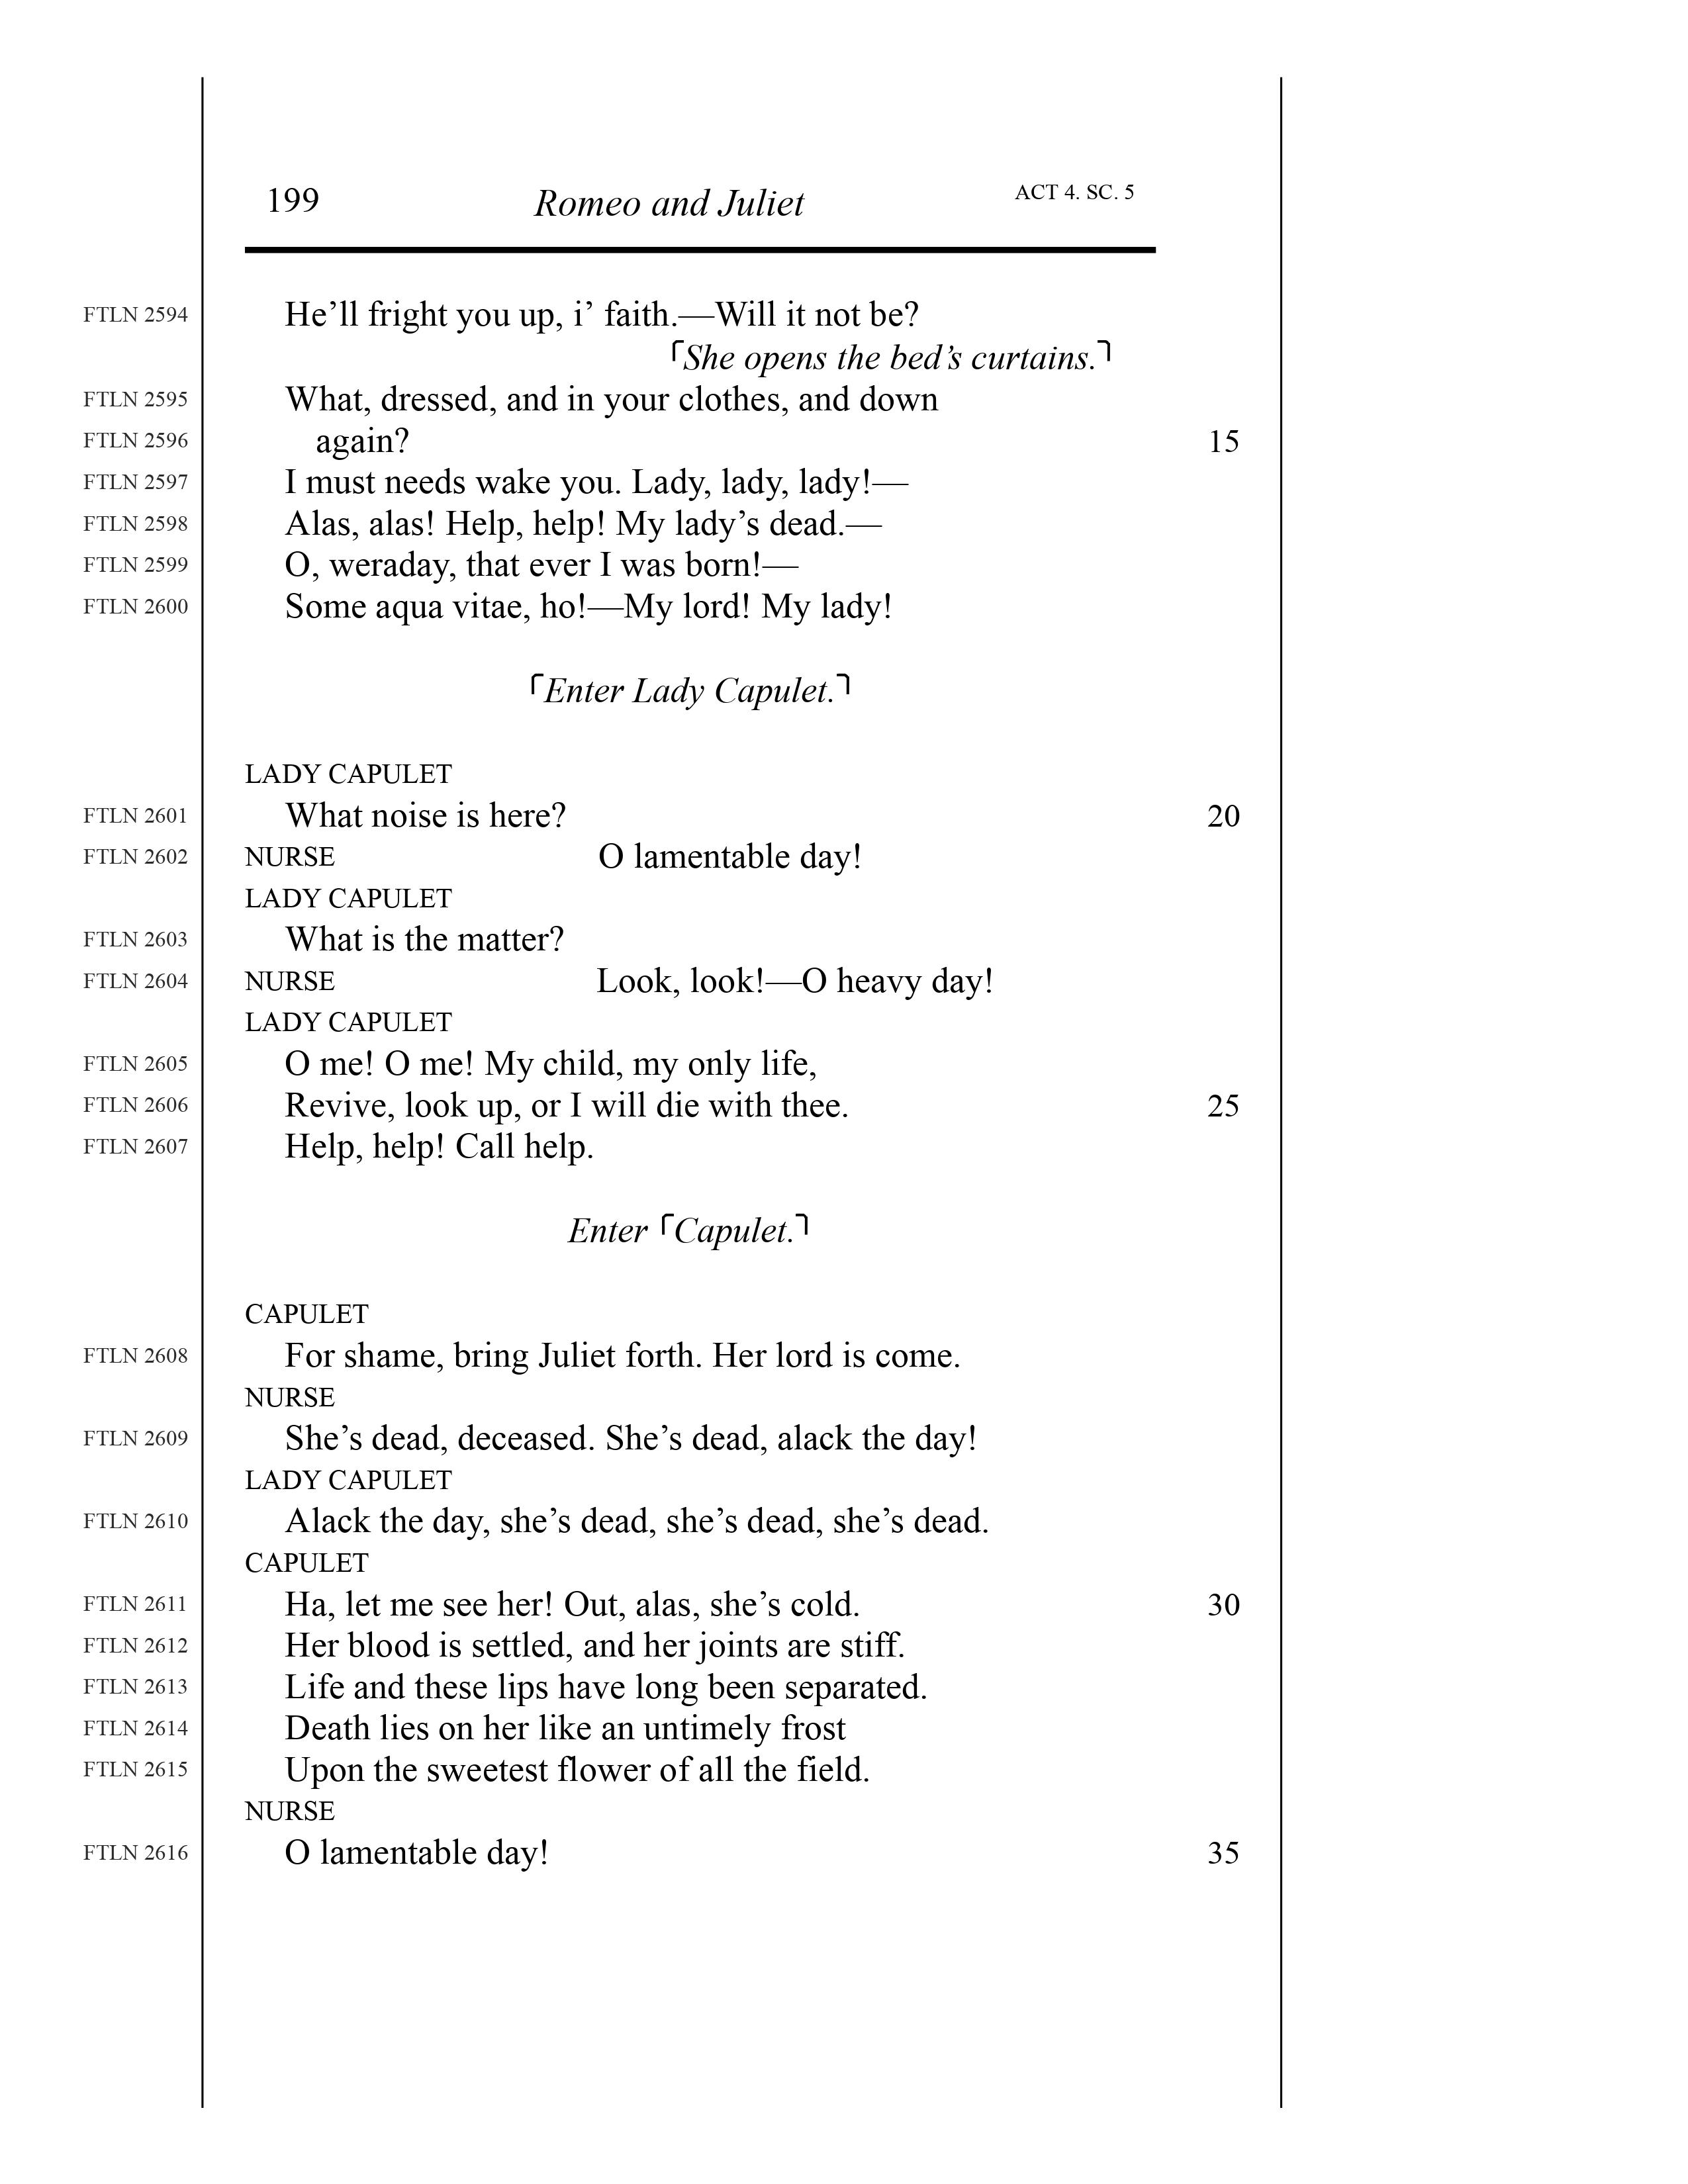 199 Romeo and Juliet ACT 4. SC. 5
FTLN 2594 He’ll fright you up, i’ faith.—Will it not be?
⌜She opens the bed’s curtains.⌝
FTLN 2595 What, dressed, and in your clothes, and down
FTLN 2596 again? 15
FTLN 2597 I must needs wake you. Lady, lady, lady!—
FTLN 2598 Alas, alas! Help, help! My lady’s dead.—
FTLN 2599 O, weraday, that ever I was born!—
FTLN 2600 Some aqua vitae, ho!—My lord! My lady!
⌜Enter Lady Capulet.⌝
LADY CAPULET
FTLN 2601 What noise is here? 20
FTLN 2602 NURSE O lamentable day!
LADY CAPULET
FTLN 2603 What is the matter?
FTLN 2604 NURSE Look, look!—O heavy day!
LADY CAPULET
FTLN 2605 O me! O me! My child, my only life,
FTLN 2606 Revive, look up, or I will die with thee. 25
FTLN 2607 Help, help! Call help.
Enter ⌜Capulet.⌝
CAPULET
FTLN 2608 For shame, bring Juliet forth. Her lord is come.
NURSE
FTLN 2609 She’s dead, deceased. She’s dead, alack the day!
LADY CAPULET
FTLN 2610 Alack the day, she’s dead, she’s dead, she’s dead.
CAPULET
FTLN 2611 Ha, let me see her! Out, alas, she’s cold. 30
FTLN 2612 Her blood is settled, and her joints are stiff.
FTLN 2613 Life and these lips have long been separated.
FTLN 2614 Death lies on her like an untimely frost
FTLN 2615 Upon the sweetest flower of all the field.
NURSE
FTLN 2616 O lamentable day! 35